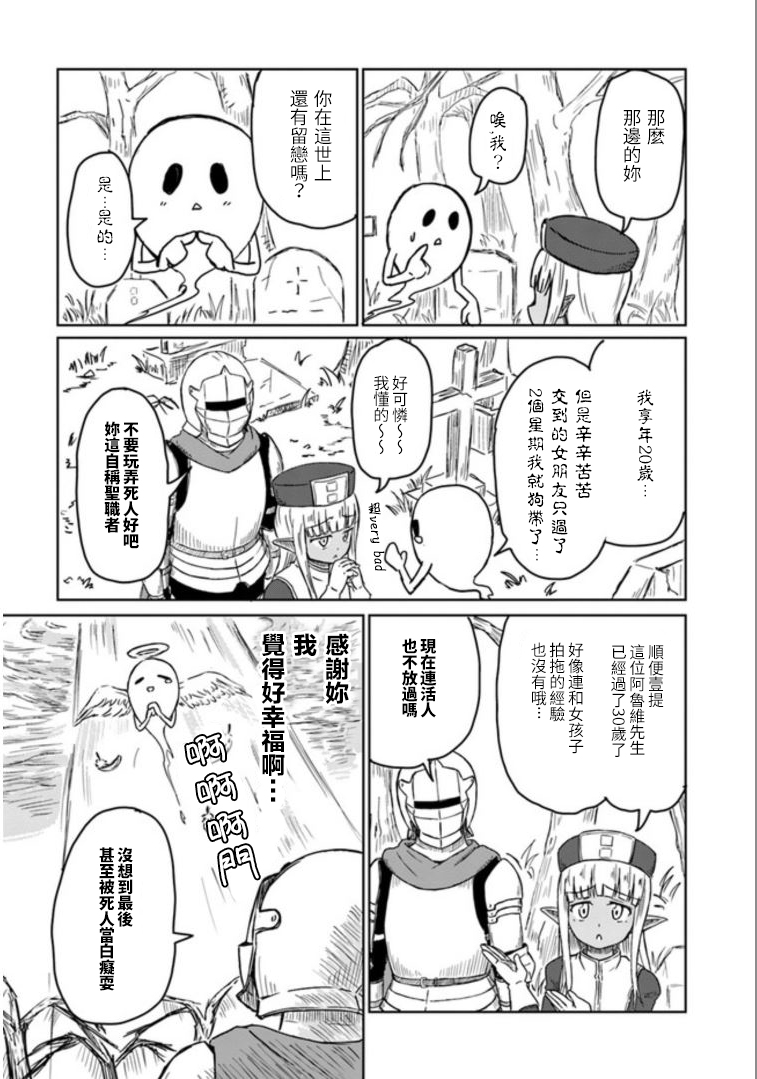 那麼
那邊的妳
唉,我?
你在這世上
還有留戀嗎?
是…是的…
我享年20歲…
但是辛辛苦苦
交到的女朋友只過了
2個星期我就狗帶了…
好可憐~~
我懂的~~
超very bad
不要玩弄死人好吧
妳這自稱聖職者
順便壹提
這位阿魯維先生
已經過了30歲了
好像連和女孩子
拍拖的經驗
也沒有哦…
現在連活人
也不放過嗎
感謝妳
我
覺得好幸福啊…
啊啊啊啊門
沒想到最後
甚至被死人當白癡耍